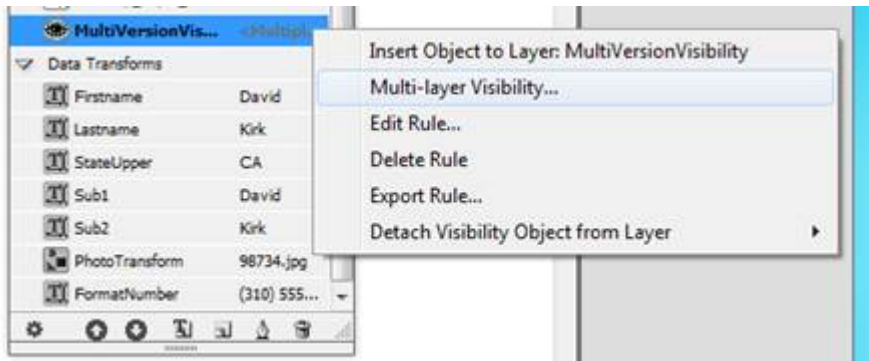 MultiVersionVis... <Multipl
Insert Object to Layer: MultiVersionVisibility
Multi-layer Visibility...
Edit Rule...
Delete Rule
Export Rule...
Detach Visibility Object from Layer
Data Transforms
Firstname David
Lastname Kirk
StateUpper CA
Sub1 David
Sub2 Kirk
PhotoTransform 98734.jpg
FormatNumber (310) 555...